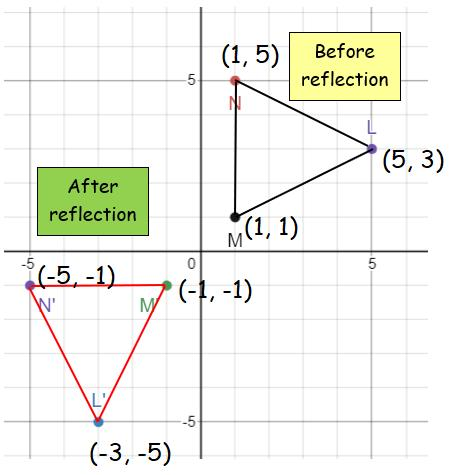 (1, 5)
Before
reflection
5
N
L
(5, 3)
After
reflection
(1, 1)
M
-5
0
5
(-5, -1)
(-1, -1)
N'
M'
L'
-5
(-3, -5)